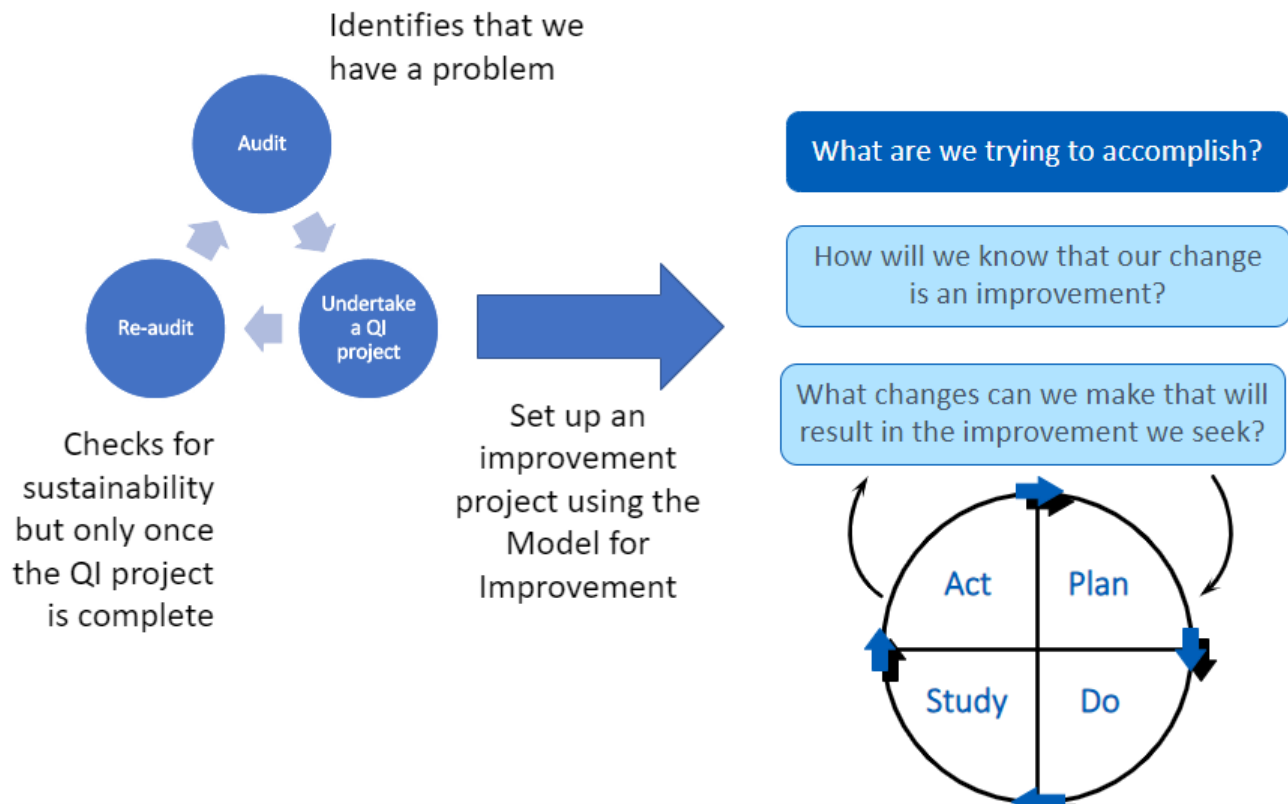 Identifies that we
have a problem
Audit
Undertake
a QI
project
Re-audit
Checks for
sustainability
but only once
the QI project
is complete
Set up an
improvement
project using the
Model for
Improvement
What are we trying to accomplish?
How will we know that our change
is an improvement?
What changes can we make that will
result in the improvement we seek?
Act
Plan
Study
Do